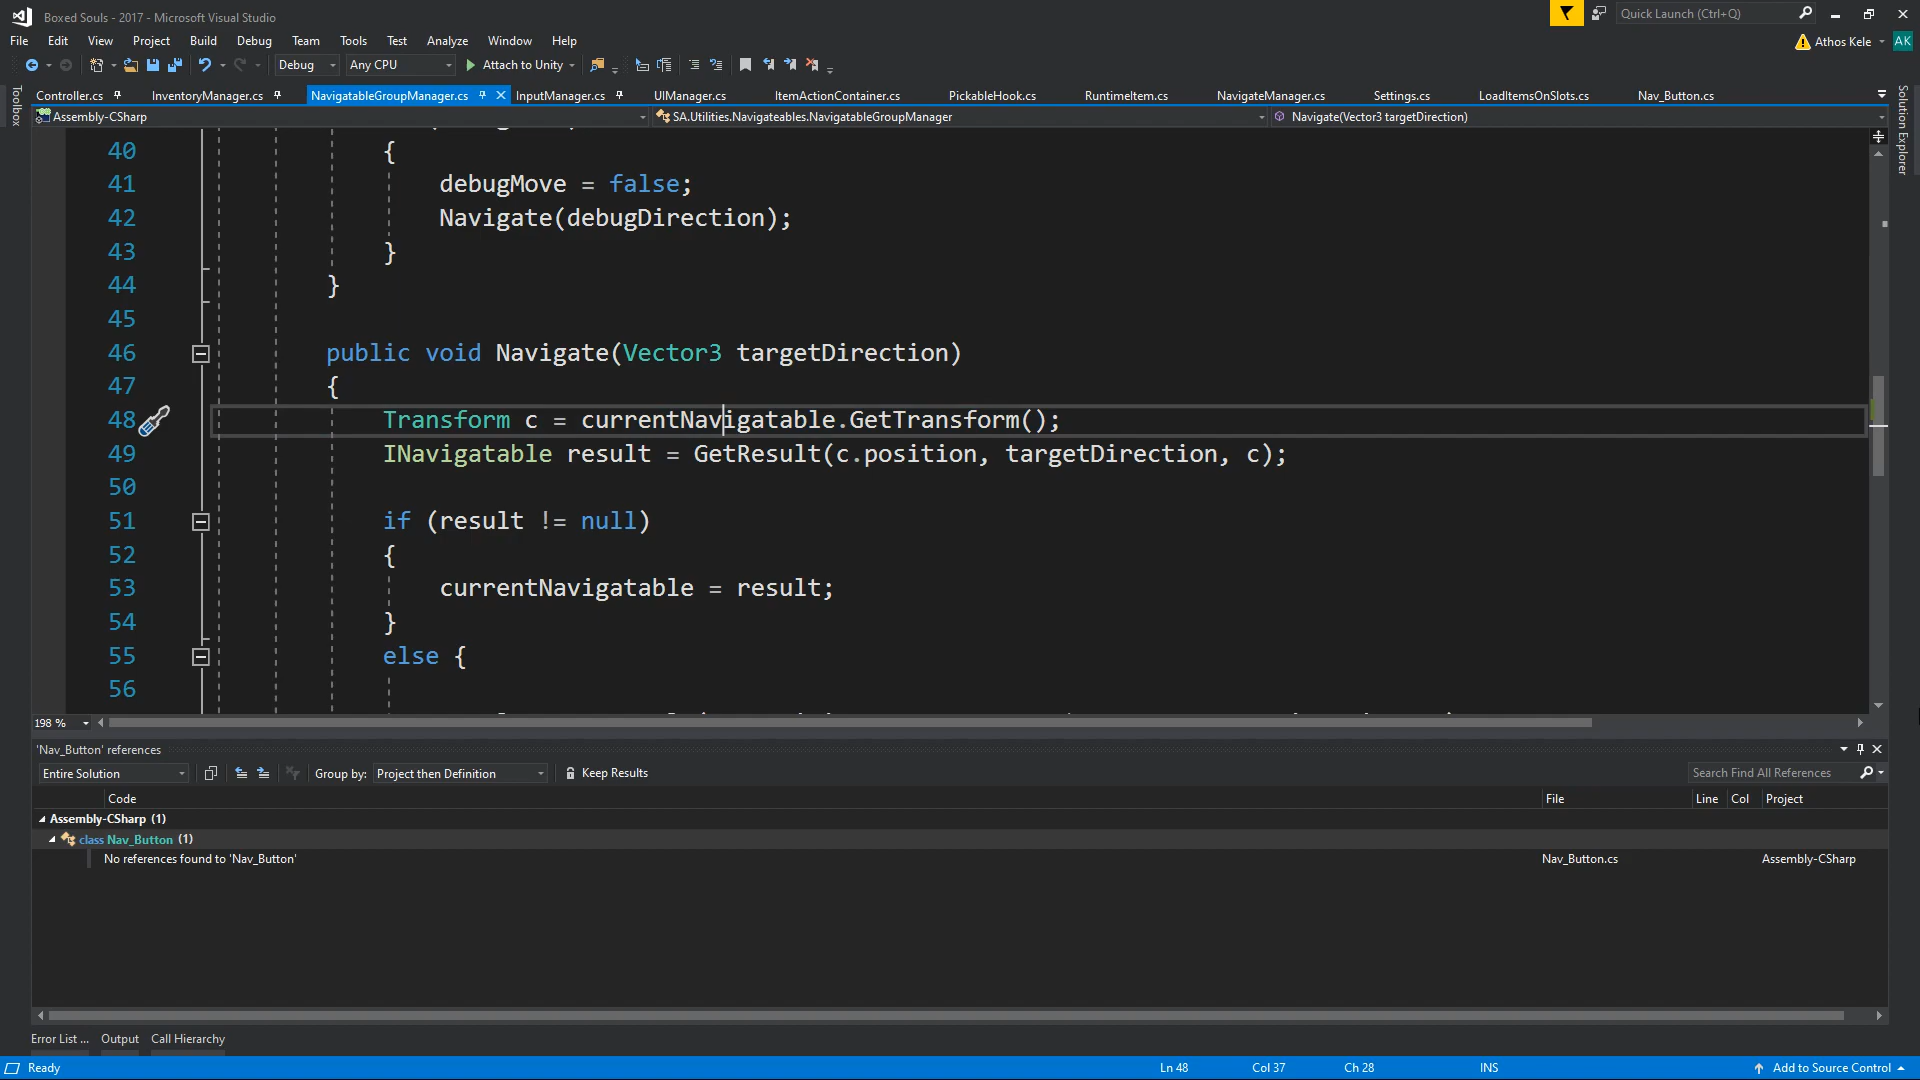 Boxed Souls - 2017 - Microsoft Visual Studio
Quick Launch (Ctrl+Q)
File Edit View Project Build Debug Team Tools Test Analyze Window Help
Athos Kele AK
Debug Any CPU Attach to Unity
Toolbox
Controller.cs InventoryManager.cs NavigatableGroupManager.cs InputManager.cs UIManager.cs ItemActionContainer.cs PickableHook.cs RuntimeItem.cs NavigateManager.cs Settings.cs LoadItemsOnSlots.cs Nav_Button.cs
Solution Explorer
Assembly-CSharp SA.Utilities.Navigateables.NavigatableGroupManager Navigate(Vector3 targetDirection)
40 {
41 debugMove = false;
42 Navigate(debugDirection);
43 }
44 }
45
46 public void Navigate(Vector3 targetDirection)
47 {
48 Transform c = currentNavigatable.GetTransform();
49 INavigatable result = GetResult(c.position, targetDirection, c);
50
51 if (result != null)
52 {
53 currentNavigatable = result;
54 }
55 else {
56
198 %
'Nav_Button' references
Entire Solution Group by: Project then Definition Keep Results Search Find All References
Code File Line Col Project
Assembly-CSharp (1)
class Nav_Button (1)
No references found to 'Nav_Button' Nav_Button.cs Assembly-CSharp
Error List ... Output Call Hierarchy
Ready Ln 48 Col 37 Ch 28 INS Add to Source Control